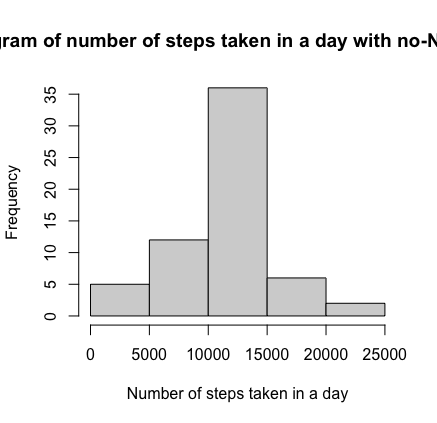 gram of number of steps taken in a day with no-N
Frequency
35
30
25
20
15
10
5
0
0 5000 10000 15000 20000 25000
Number of steps taken in a day